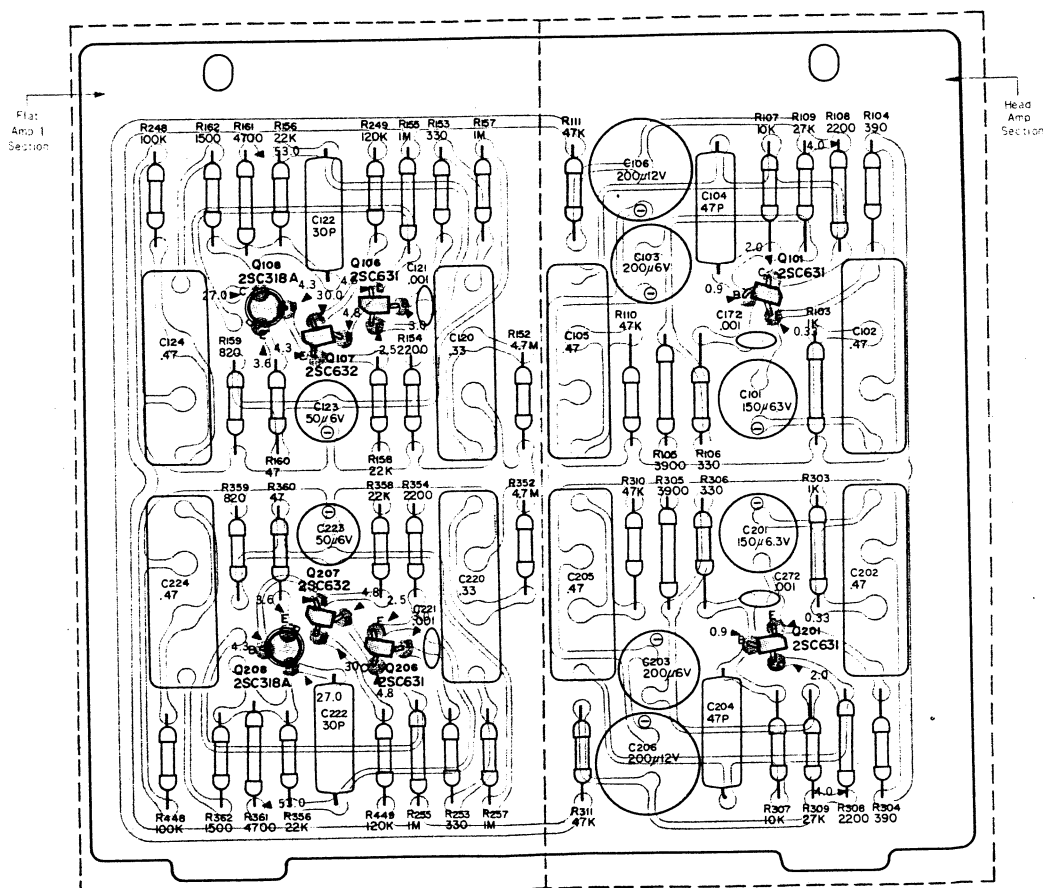 Flat
Amp 1
Section
Head
Amp
Section
R248
100K
R162
1500
R161
4700
R156
22K
53.0
R249
120K
R155
1M
R153
330
R157
1M
R111
47K
R107
10K
R109
27K
R108
2200
4.0
R104
390
C122
30P
C106
200µ12V
C104
47P
C103
200µ6V
Q108
2SC318A
Q106
2SC631
C121
.001
Q101
2SC631
2.0
C
B
0.9
27.0
C
4.3
30.0
4.8
3.0
C124
.47
R159
820
3.6
4.3
E
Q107
2SC632
2.5
R154
2200
C120
.33
R152
4.7M
C105
.47
R110
47K
C172
.001
0.33
R103
1K
C102
.47
C123
50µ6V
C101
150µ63V
R160
47
R158
22K
R105
3900
R106
330
R359
820
R360
47
R358
22K
R354
2200
R352
4.7M
R310
47K
R305
3900
R306
330
R303
1K
C223
50µ6V
C201
150µ6.3V
C224
.47
Q207
2SC632
3.6
E
4.8
2.5
C220
.33
C205
.47
C272
.001
C202
.47
4.3
B
E
.001
0.9
E
0.33
Q201
2SC631
Q208
2SC318A
27.0
30
C
Q206
2SC631
4.8
2.0
C203
200µ6V
C222
30P
C204
47P
C206
200µ12V
R448
100K
R362
1500
R361
4700
R356
22K
R449
120K
R255
1M
R253
330
R257
1M
R311
47K
R307
10K
R309
27K
4.0
R308
2200
R304
390